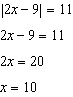 |2x − 9| = 11
2x − 9 = 11
2x = 20
x = 10